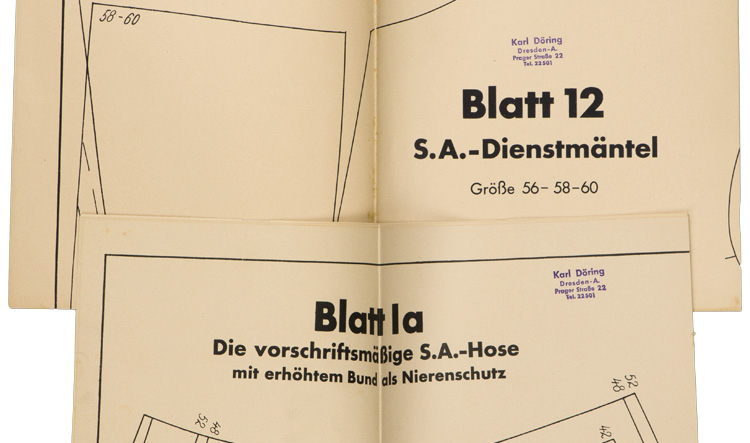 58-60
Karl Döring
Dresden-A.
Prager Straße 22
Tel. 22501
Blatt 12
S.A.-Dienstmäntel
Größe 56-58-60
Karl Döring
Dresden-A.
Prager Straße 22
Tel. 22501
Blatt Ia
Die vorschriftsmäßige S.A.-Hose
mit erhöhtem Bund als Nierenschutz
52
48
52
48
42